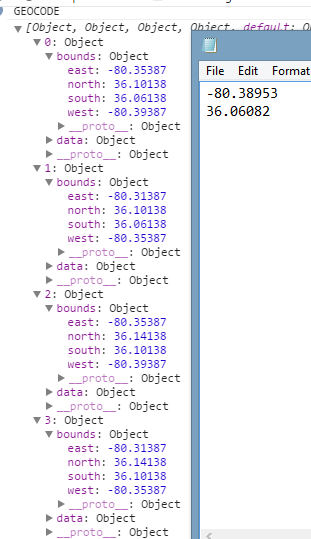 GEOCODE
[Object, Object, Object, Object, default: O
0: Object
bounds: Object
east: -80.35387
north: 36.10138
south: 36.06138
west: -80.39387
__proto__: Object
data: Object
__proto__: Object
1: Object
bounds: Object
east: -80.31387
north: 36.10138
south: 36.06138
west: -80.35387
__proto__: Object
data: Object
__proto__: Object
2: Object
bounds: Object
east: -80.35387
north: 36.14138
south: 36.10138
west: -80.39387
__proto__: Object
data: Object
__proto__: Object
3: Object
bounds: Object
east: -80.31387
north: 36.14138
south: 36.10138
west: -80.35387
__proto__: Object
data: Object
__proto__: Object
File Edit Format
-80.38953
36.06082